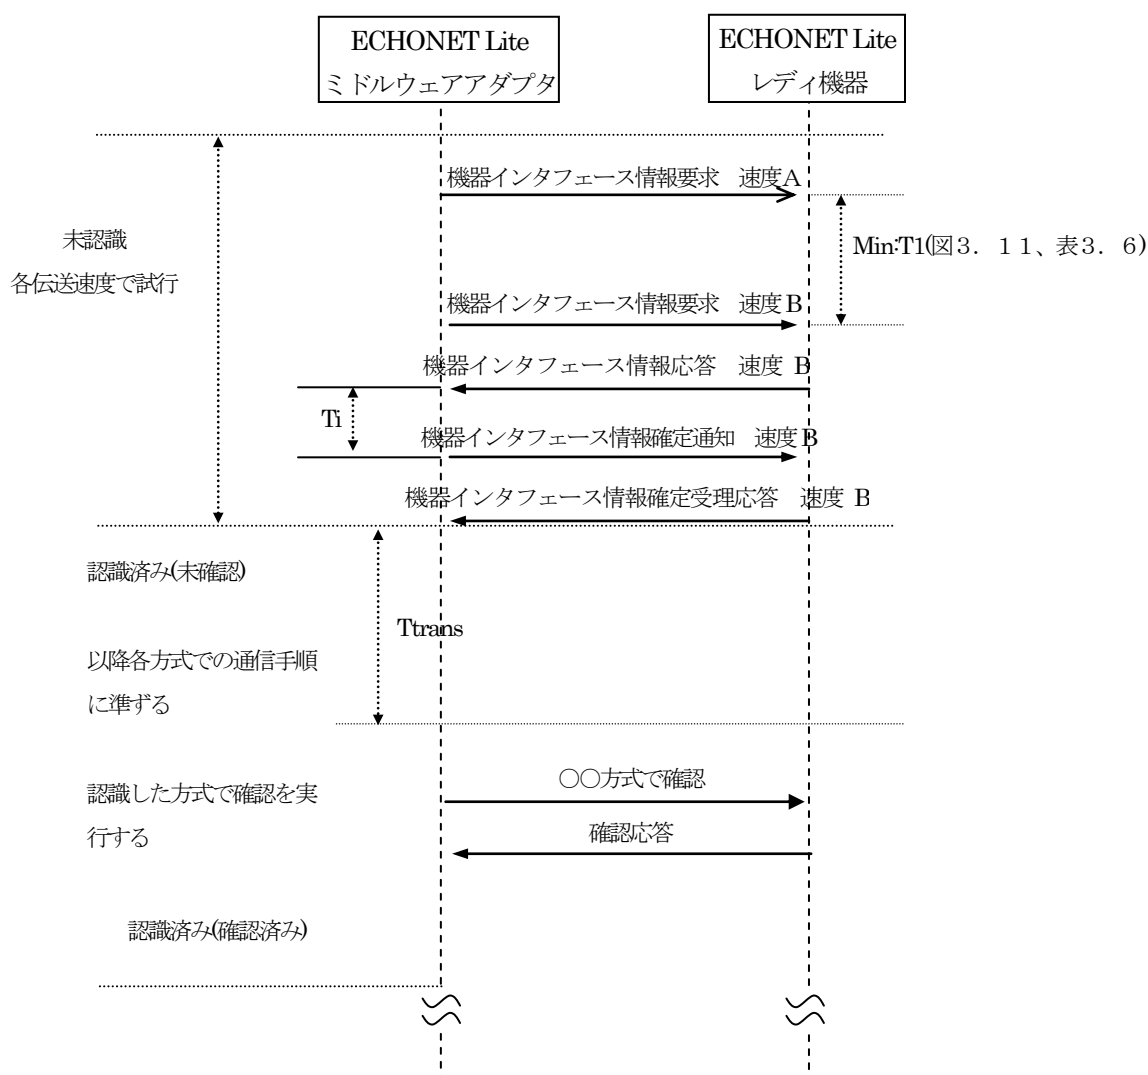 ECHONET Lite
ミドルウェアアダプタ
ECHONET Lite
レディ機器
機器インタフェース情報要求　速度A
未認識
各伝送速度で試行
Min:T1(図３．１１、表３．６)
機器インタフェース情報要求　速度B
機器インタフェース情報応答　速度 B
Ti
機器インタフェース情報確定通知　速度B
機器インタフェース情報確定受理応答　速度 B
認識済み(未確認)
Ttrans
以降各方式での通信手順
に準ずる
認識した方式で確認を実
行する
〇〇方式で確認
確認応答
認識済み(確認済み)